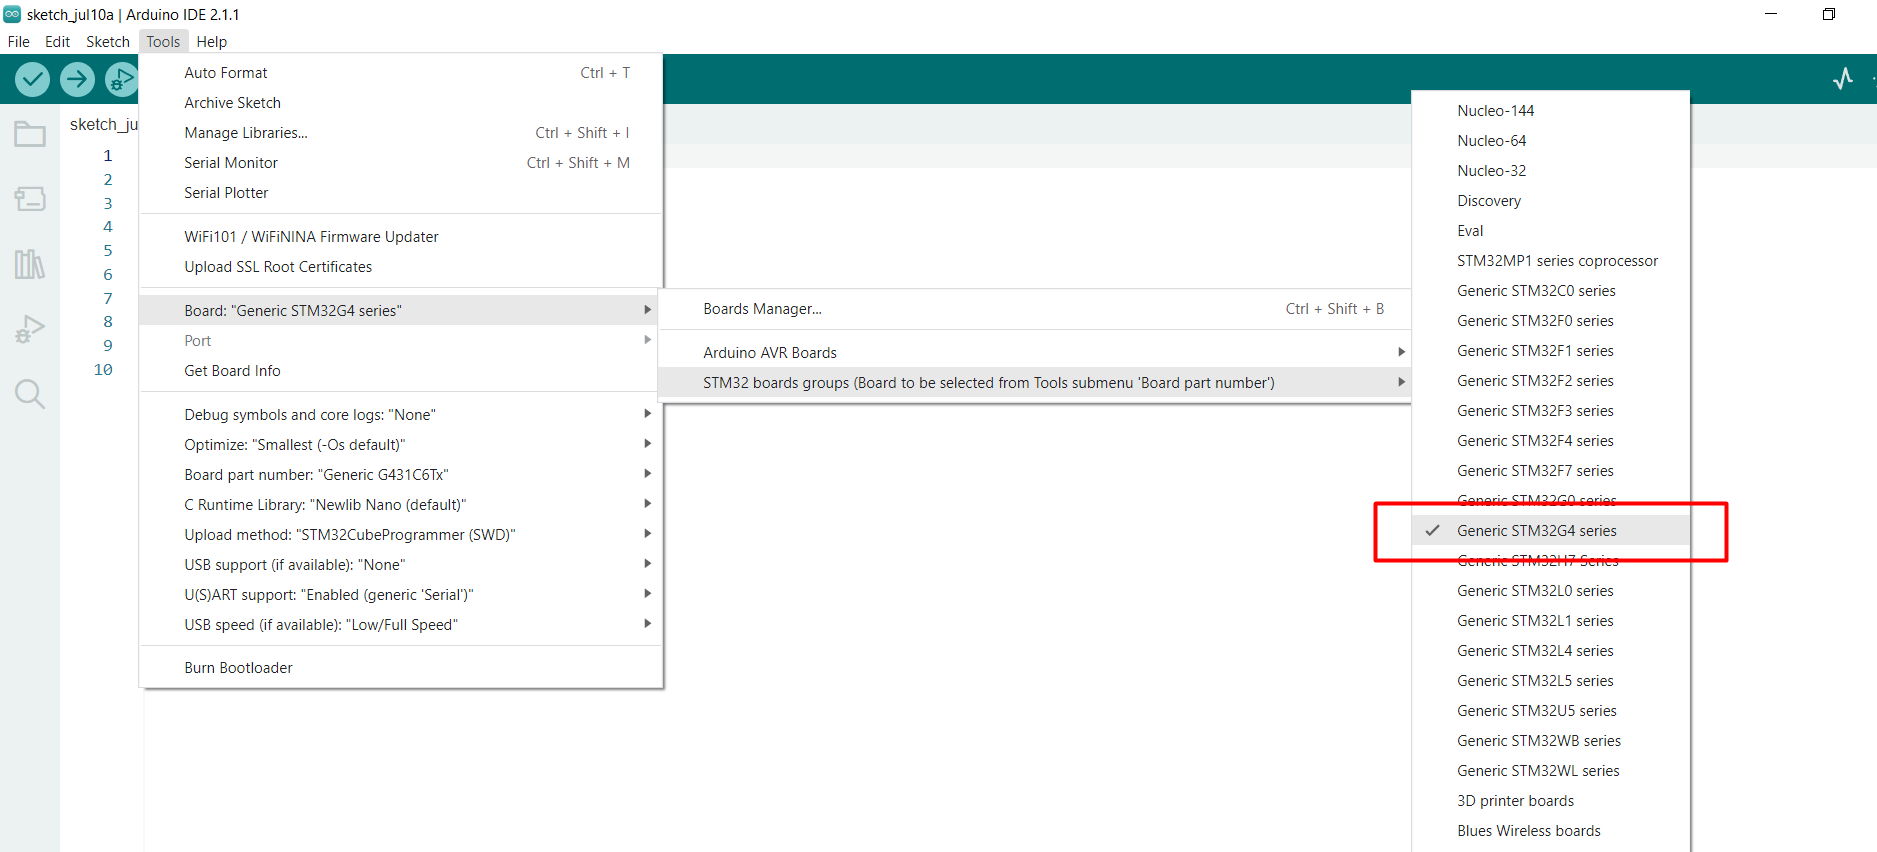 sketch_jul10a | Arduino IDE 2.1.1
File Edit Sketch Tools Help
sketch_ju
1
2
3
4
5
6
7
8
9
10
Auto Format Ctrl + T
Archive Sketch
Manage Libraries... Ctrl + Shift + I
Serial Monitor Ctrl + Shift + M
Serial Plotter
WiFi101 / WiFiNINA Firmware Updater
Upload SSL Root Certificates
Board: "Generic STM32G4 series"
Port
Get Board Info
Debug symbols and core logs: "None"
Optimize: "Smallest (-Os default)"
Board part number: "Generic G431C6Tx"
C Runtime Library: "Newlib Nano (default)"
Upload method: "STM32CubeProgrammer (SWD)"
USB support (if available): "None"
U(S)ART support: "Enabled (generic 'Serial')"
USB speed (if available): "Low/Full Speed"
Burn Bootloader
Boards Manager... Ctrl + Shift + B
Arduino AVR Boards
STM32 boards groups (Board to be selected from Tools submenu 'Board part number')
Nucleo-144
Nucleo-64
Nucleo-32
Discovery
Eval
STM32MP1 series coprocessor
Generic STM32C0 series
Generic STM32F0 series
Generic STM32F1 series
Generic STM32F2 series
Generic STM32F3 series
Generic STM32F4 series
Generic STM32F7 series
Generic STM32G0 series
Generic STM32G4 series
Generic STM32H7 Series
Generic STM32L0 series
Generic STM32L1 series
Generic STM32L4 series
Generic STM32L5 series
Generic STM32U5 series
Generic STM32WB series
Generic STM32WL series
3D printer boards
Blues Wireless boards